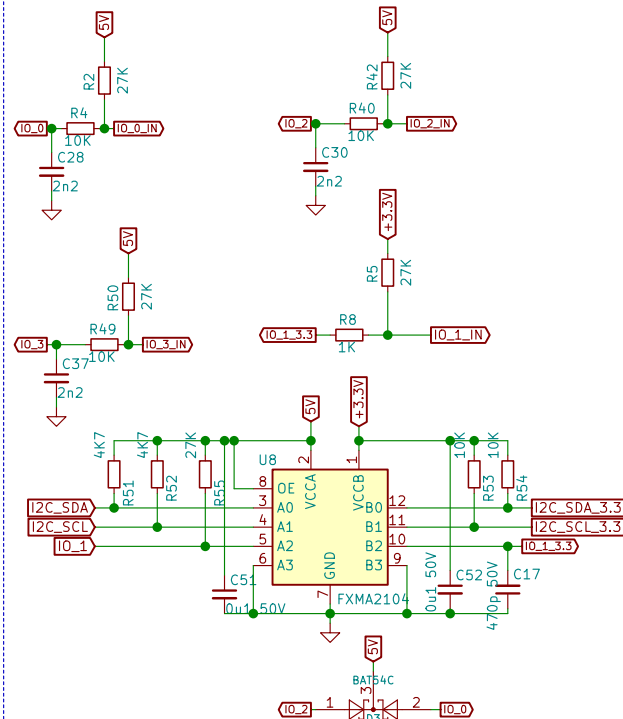 5V
R2
27K
R4
IO_0
IO_0_IN
10K
C28
2n2
5V
R42
27K
R40
IO_2
IO_2_IN
10K
C30
2n2
5V
R50
27K
R49
IO_3
IO_3_IN
10K
C37
2n2
+3.3V
R5
27K
R8
IO_1_3.3
IO_1_IN
1K
5V
+3.3V
4K7
4K7
27K
10K
10K
R51
R52
R55
R53
R54
U8
2
1
VCCA
VCCB
8
OE
I2C_SDA
3
A0
B0
12
I2C_SDA_3.3
I2C_SCL
4
A1
B1
11
I2C_SCL_3.3
IO_1
5
A2
B2
10
IO_1_3.3
6
A3
B3
9
GND
7
FXMA2104
C51
0u1 50V
C52
0u1 50V
C17
470p 50V
5V
BAT54C
3
IO_2
1
2
IO_0